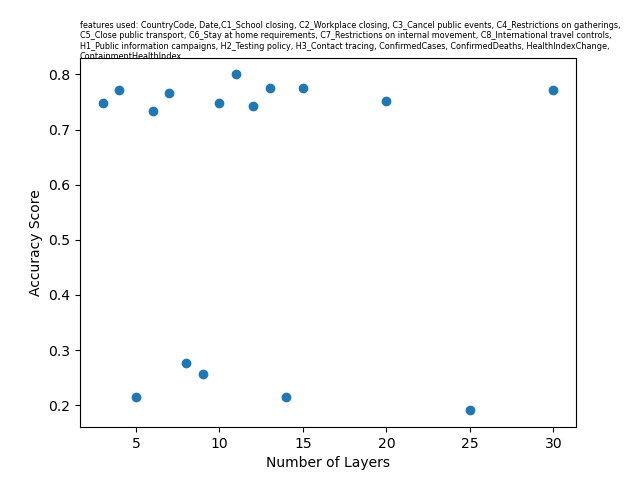 features used: CountryCode, Date,C1_School closing, C2_Workplace closing, C3_Cancel public events, C4_Restrictions on gatherings,
C5_Close public transport, C6_Stay at home requirements, C7_Restrictions on internal movement, C8_International travel controls,
H1_Public information campaigns, H2_Testing policy, H3_Contact tracing, ConfirmedCases, ConfirmedDeaths, HealthIndexChange,
ContainmentHealthIndex
0.8
0.7
0.6
0.5
0.4
0.3
0.2
Accuracy Score
5 10 15 20 25 30
Number of Layers